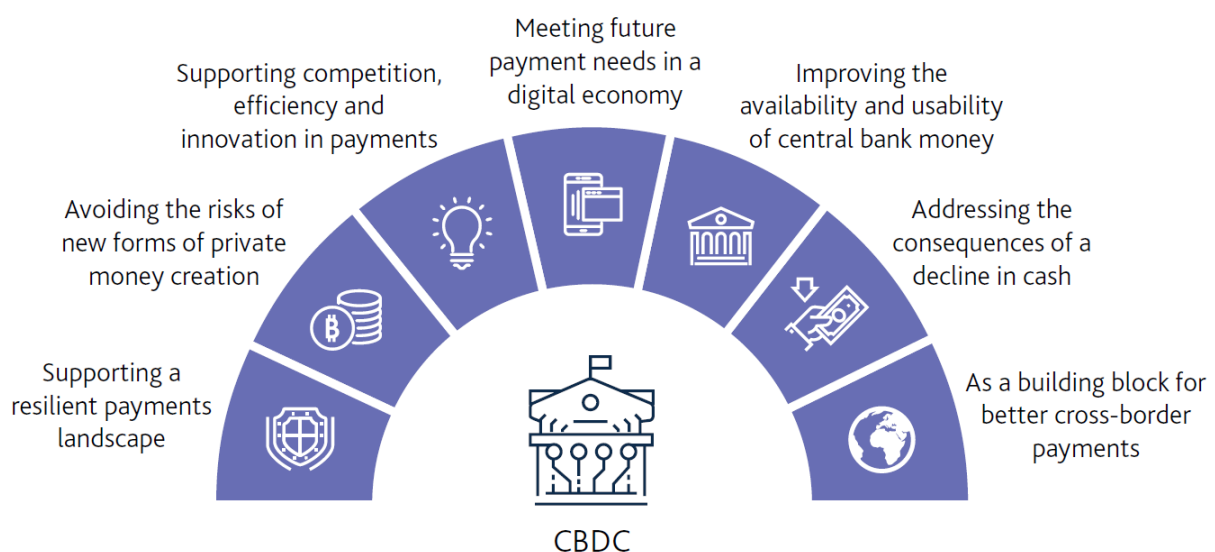 Meeting future
payment needs in a
digital economy
Supporting competition,
efficiency and
innovation in payments
Improving the
availability and usability
of central bank money
Avoiding the risks of
new forms of private
money creation
Addressing the
consequences of a
decline in cash
Supporting a
resilient payments
landscape
As a building block for
better cross-border
payments
CBDC